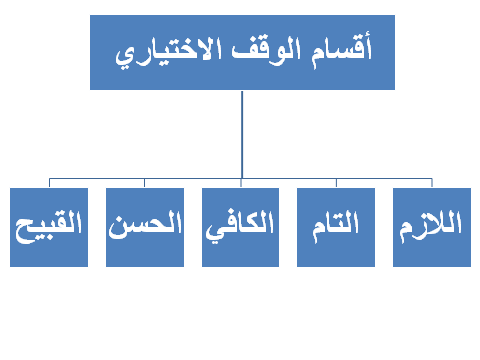 أقسام الوقف الاختياري
اللازم
التام
الكافي
الحسن
القبيح